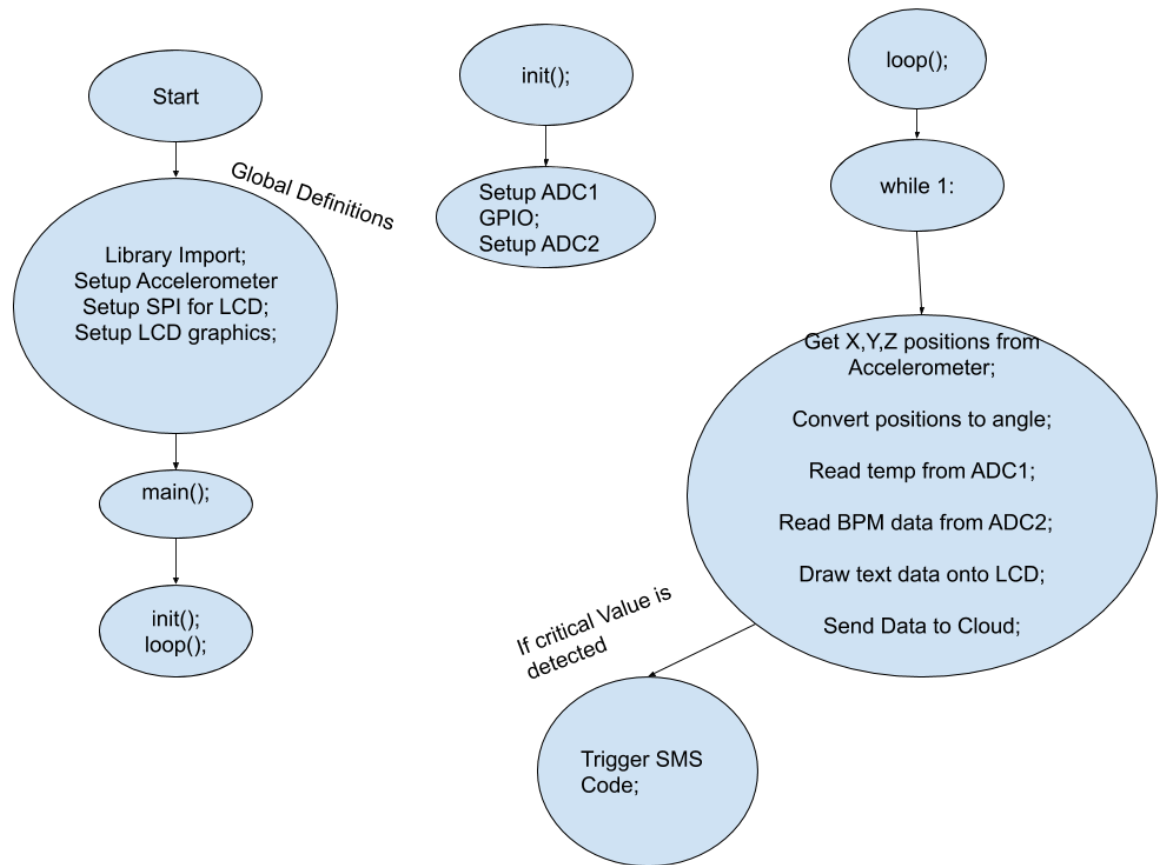 Start
Global Definitions
Library Import;
Setup Accelerometer
Setup SPI for LCD;
Setup LCD graphics;
main();
init();
loop();
init();
Setup ADC1
GPIO;
Setup ADC2
loop();
while 1:
Get X,Y,Z positions from
Accelerometer;
Convert positions to angle;
Read temp from ADC1;
Read BPM data from ADC2;
Draw text data onto LCD;
Send Data to Cloud;
If critical Value is
detected
Trigger SMS
Code;